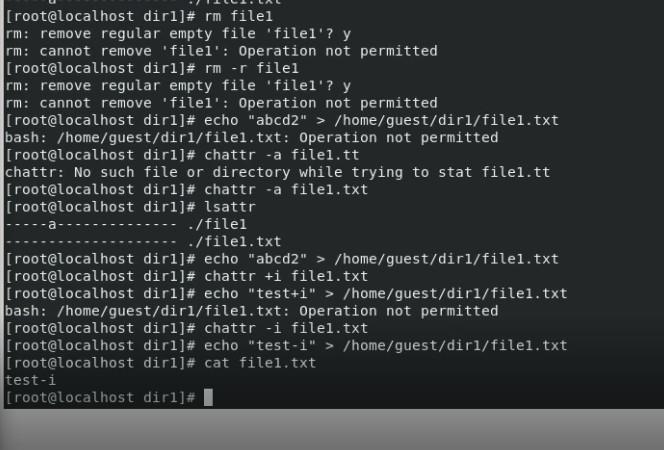 -----a-------------- ./file1.txt
[root@localhost dir1]# rm file1
rm: remove regular empty file 'file1'? y
rm: cannot remove 'file1': Operation not permitted
[root@localhost dir1]# rm -r file1
rm: remove regular empty file 'file1'? y
rm: cannot remove 'file1': Operation not permitted
[root@localhost dir1]# echo "abcd2" > /home/guest/dir1/file1.txt
bash: /home/guest/dir1/file1.txt: Operation not permitted
[root@localhost dir1]# chattr -a file1.tt
chattr: No such file or directory while trying to stat file1.tt
[root@localhost dir1]# chattr -a file1.txt
[root@localhost dir1]# lsattr
-----a-------------- ./file1
-------------------- ./file1.txt
[root@localhost dir1]# echo "abcd2" > /home/guest/dir1/file1.txt
[root@localhost dir1]# chattr +i file1.txt
[root@localhost dir1]# echo "test+i" > /home/guest/dir1/file1.txt
bash: /home/guest/dir1/file1.txt: Operation not permitted
[root@localhost dir1]# chattr -i file1.txt
[root@localhost dir1]# echo "test-i" > /home/guest/dir1/file1.txt
[root@localhost dir1]# cat file1.txt
test-i
[root@localhost dir1]#